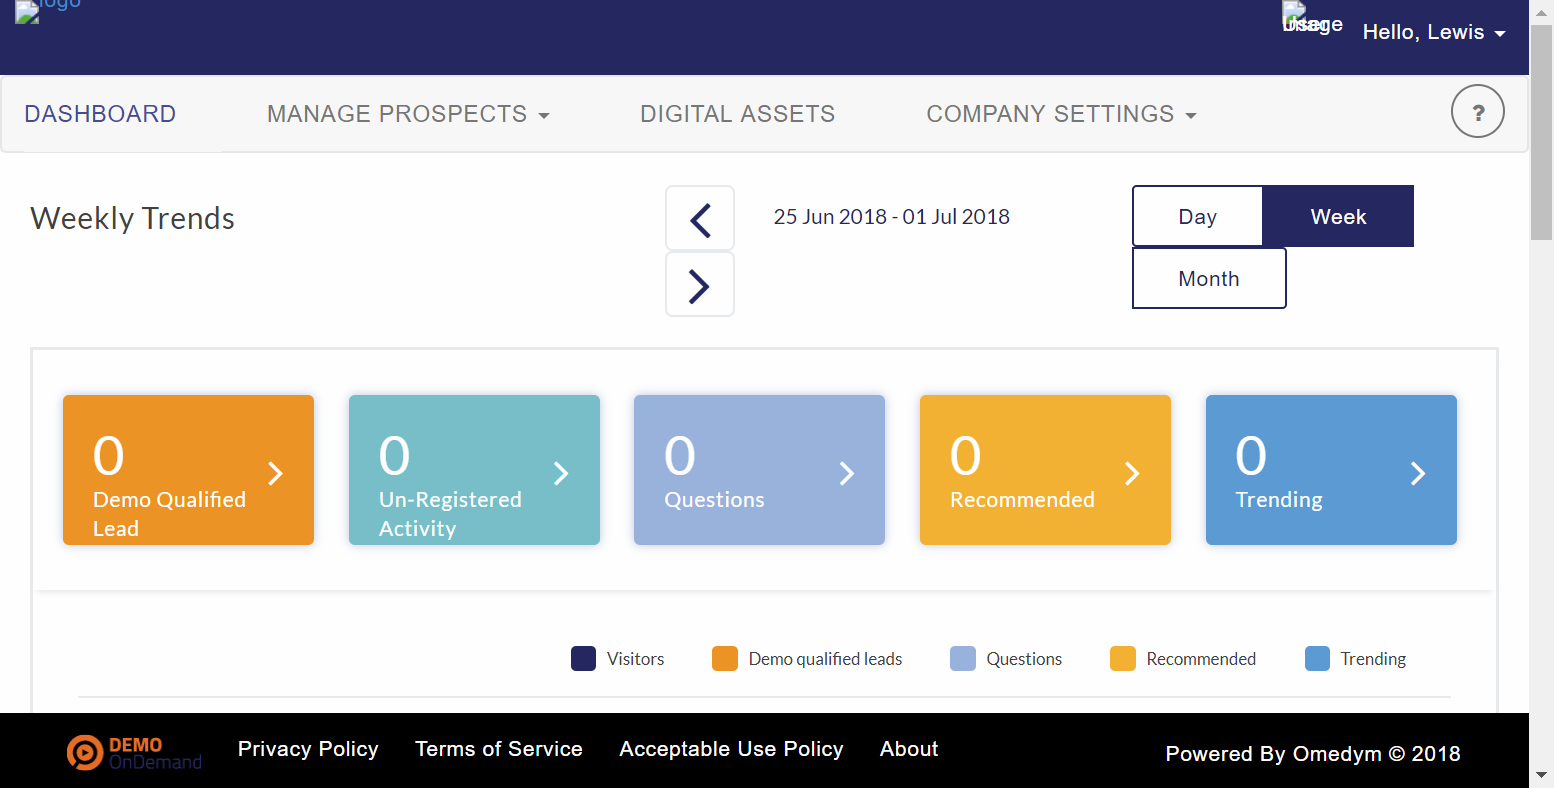 logo
User
Image
Hello, Lewis
DASHBOARD
MANAGE PROSPECTS
DIGITAL ASSETS
COMPANY SETTINGS
?
Weekly Trends
25 Jun 2018 - 01 Jul 2018
Day
Week
Month
0
Demo Qualified
Lead
0
Un-Registered
Activity
0
Questions
0
Recommended
0
Trending
Visitors
Demo qualified leads
Questions
Recommended
Trending
DEMO
OnDemand
Privacy Policy
Terms of Service
Acceptable Use Policy
About
Powered By Omedym © 2018